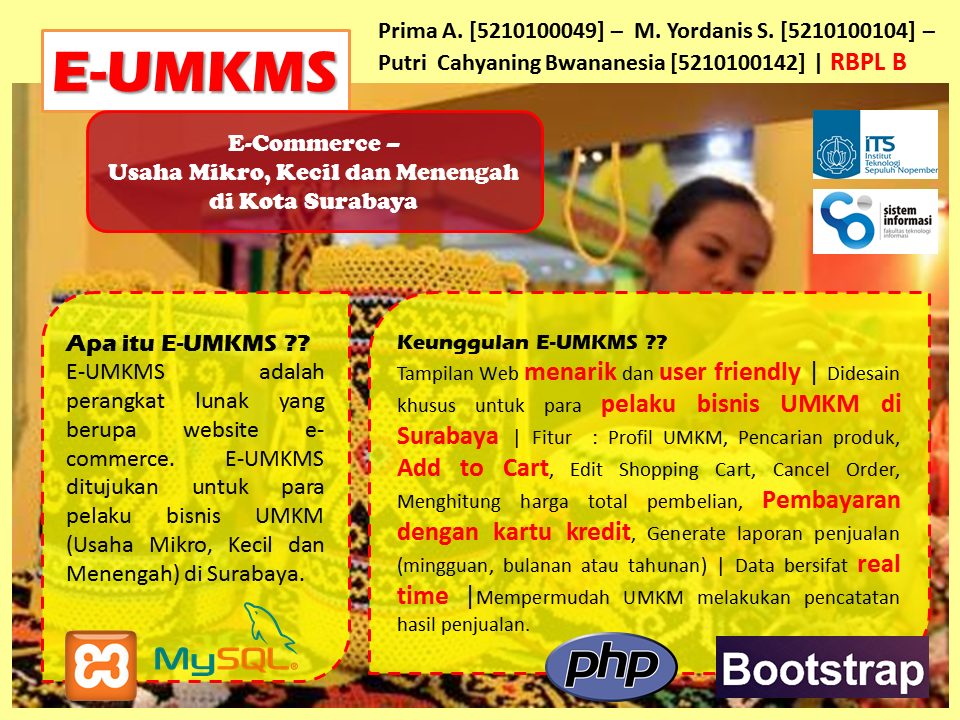 Prima A. [5210100049] – M. Yordanis S. [5210100104] –
Putri Cahyaning Bwananesia [5210100142] | RBPL B
E-UMKMS
E-Commerce –
Usaha Mikro, Kecil dan Menengah
di Kota Surabaya
iTS
Institut
Teknologi
Sepuluh Nopember
sistem
informasi
fakultas teknologi
informasi
Apa itu E-UMKMS ??
E-UMKMS adalah
perangkat lunak yang
berupa website e-
commerce. E-UMKMS
ditujukan untuk para
pelaku bisnis UMKM
(Usaha Mikro, Kecil dan
Menengah) di Surabaya.
Keunggulan E-UMKMS ??
Tampilan Web menarik dan user friendly | Didesain
khusus untuk para pelaku bisnis UMKM di
Surabaya | Fitur : Profil UMKM, Pencarian produk,
Add to Cart, Edit Shopping Cart, Cancel Order,
Menghitung harga total pembelian, Pembayaran
dengan kartu kredit, Generate laporan penjualan
(mingguan, bulanan atau tahunan) | Data bersifat real
time |Mempermudah UMKM melakukan pencatatan
hasil penjualan.
MySQL®
php
Bootstrap